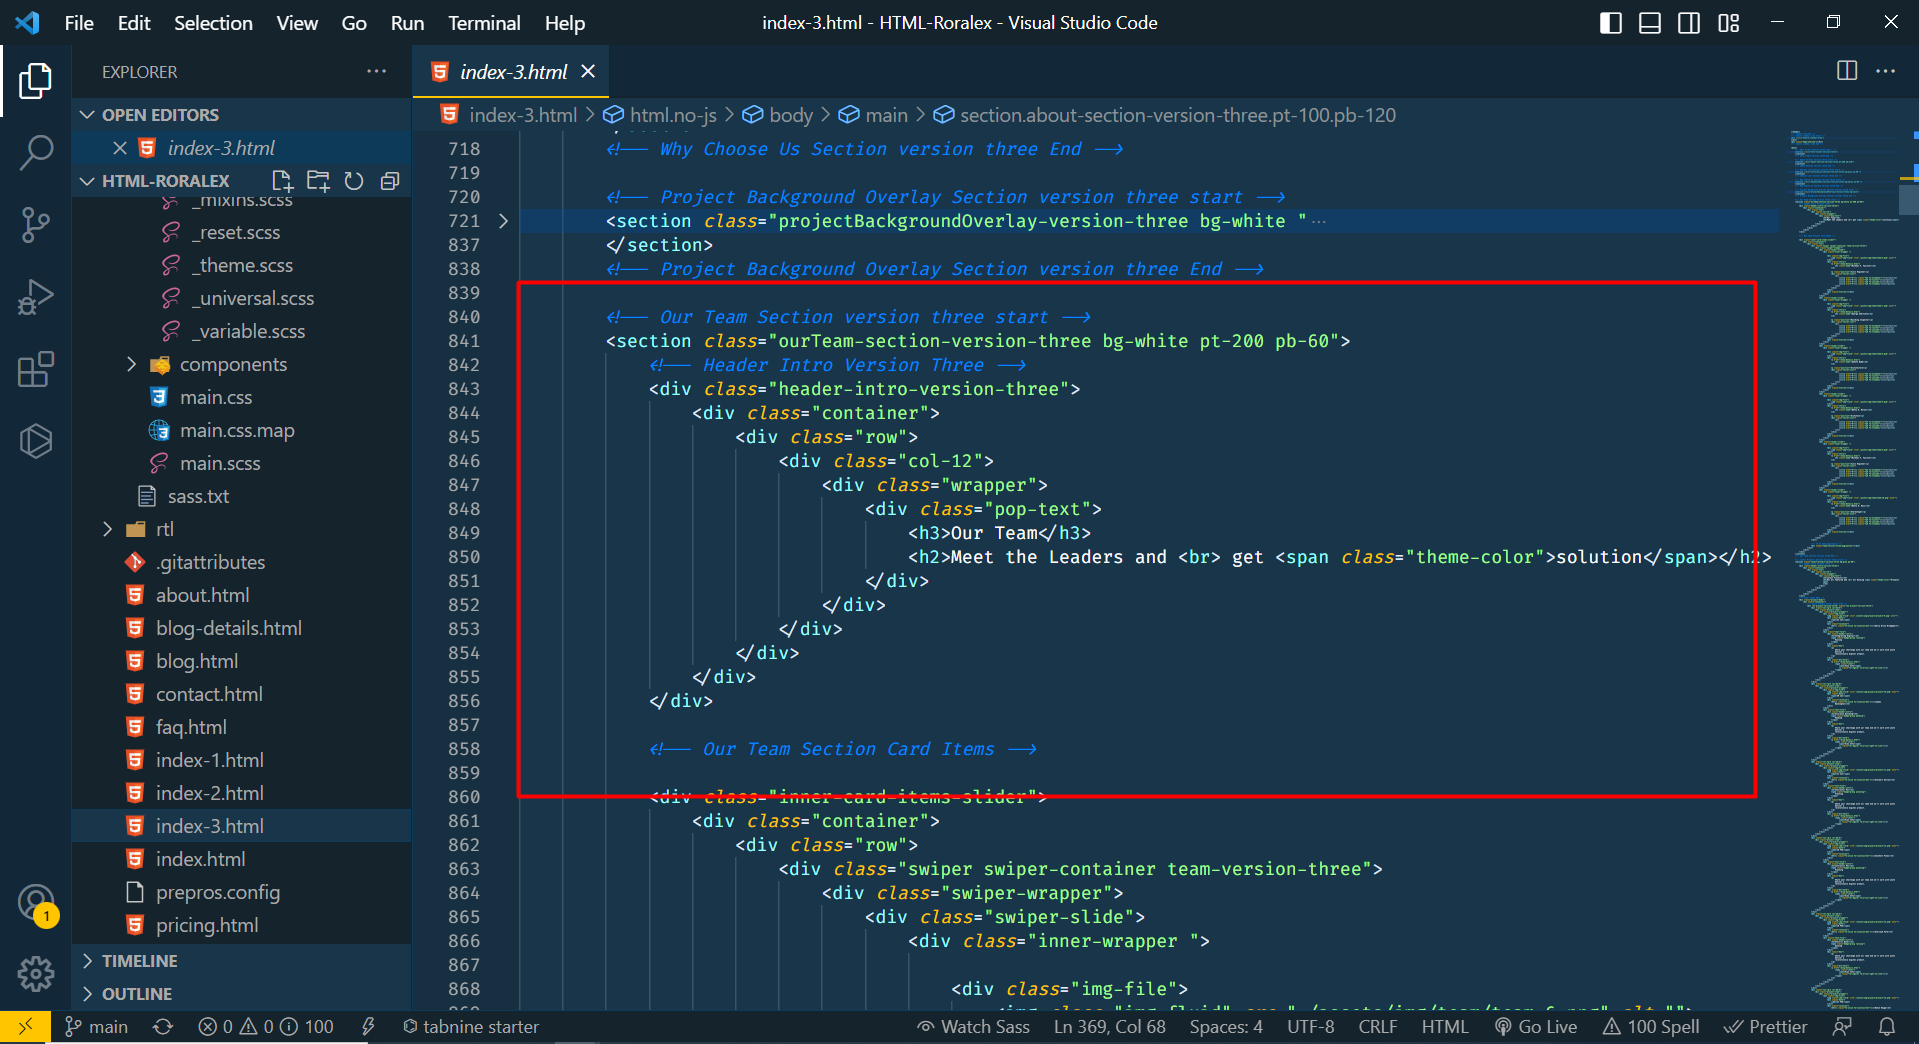 File Edit Selection View Go Run Terminal Help
index-3.html - HTML-Roralex - Visual Studio Code
EXPLORER
OPEN EDITORS
index-3.html
HTML-RORALEX
_mixins.scss
_reset.scss
_theme.scss
_universal.scss
_variable.scss
components
main.css
main.css.map
main.scss
sass.txt
rtl
.gitattributes
about.html
blog-details.html
blog.html
contact.html
faq.html
index-1.html
index-2.html
index-3.html
index.html
prepros.config
pricing.html
TIMELINE
OUTLINE
index-3.html
index-3.html > html.no-js > body > main > section.about-section-version-three.pt-100.pb-120
718 <!-- Why Choose Us Section version three End -->
719
720 <!-- Project Background Overlay Section version three start -->
721 <section class="projectBackgroundOverlay-version-three bg-white "···
837 </section>
838 <!-- Project Background Overlay Section version three End -->
839
840 <!-- Our Team Section version three start -->
841 <section class="ourTeam-section-version-three bg-white pt-200 pb-60">
842 <!-- Header Intro Version Three -->
843 <div class="header-intro-version-three">
844 <div class="container">
845 <div class="row">
846 <div class="col-12">
847 <div class="wrapper">
848 <div class="pop-text">
849 <h3>Our Team</h3>
850 <h2>Meet the Leaders and <br> get <span class="theme-color">solution</span></h2>
851 </div>
852 </div>
853 </div>
854 </div>
855 </div>
856 </div>
857
858 <!-- Our Team Section Card Items -->
859
860 <div class="inner-card-items-slider">
861 <div class="container">
862 <div class="row">
863 <div class="swiper swiper-container team-version-three">
864 <div class="swiper-wrapper">
865 <div class="swiper-slide">
866 <div class="inner-wrapper ">
867
868 <div class="img-file">
1
main 0 0 100 tabnine starter Watch Sass Ln 369, Col 68 Spaces: 4 UTF-8 CRLF HTML Go Live 100 Spell Prettier